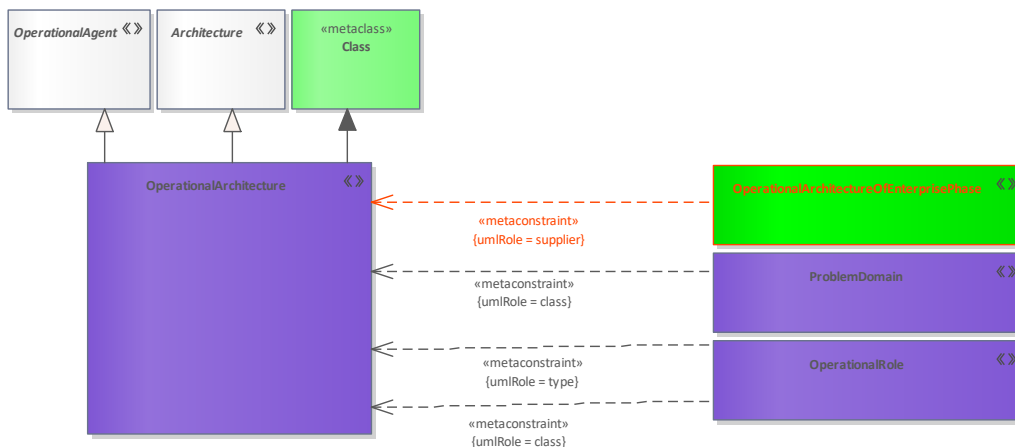 OperationalAgent «»
Architecture «»
«metaclass»
Class
OperationalArchitecture «»
OperationalArchitectureOfEnterprisePhase «»
«metaconstraint»
{umlRole = supplier}
ProblemDomain «»
«metaconstraint»
{umlRole = class}
OperationalRole «»
«metaconstraint»
{umlRole = type}
«metaconstraint»
{umlRole = class}